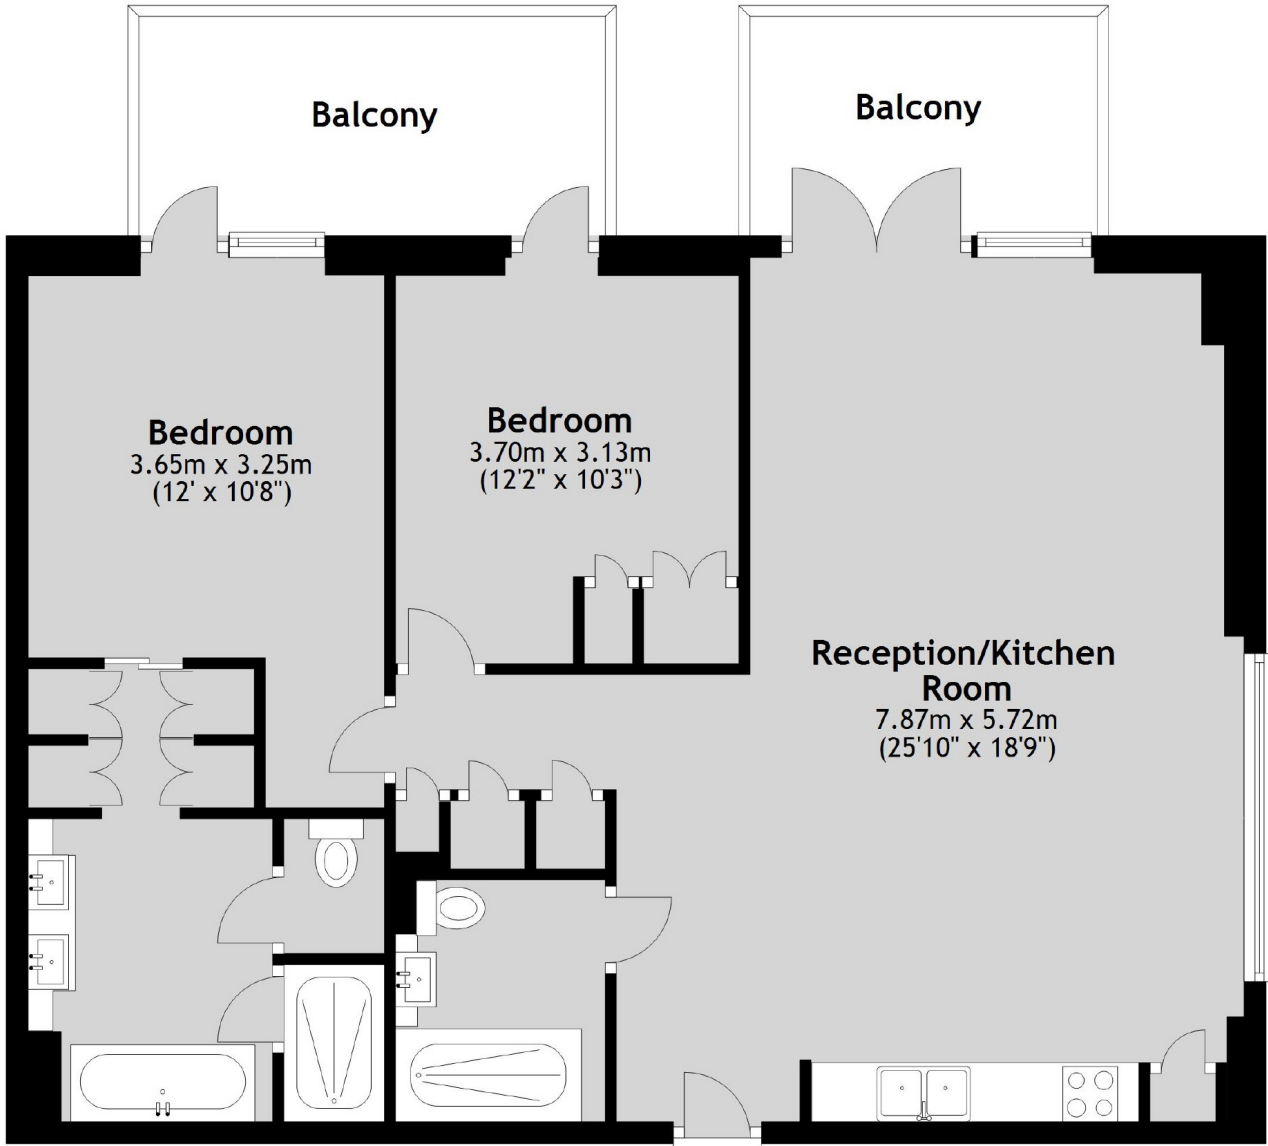 Balcony
Balcony
Bedroom
3.65m x 3.25m
(12' x 10'8")
Bedroom
3.70m x 3.13m
(12'2" x 10'3")
Reception/Kitchen
Room
7.87m x 5.72m
(25'10" x 18'9")